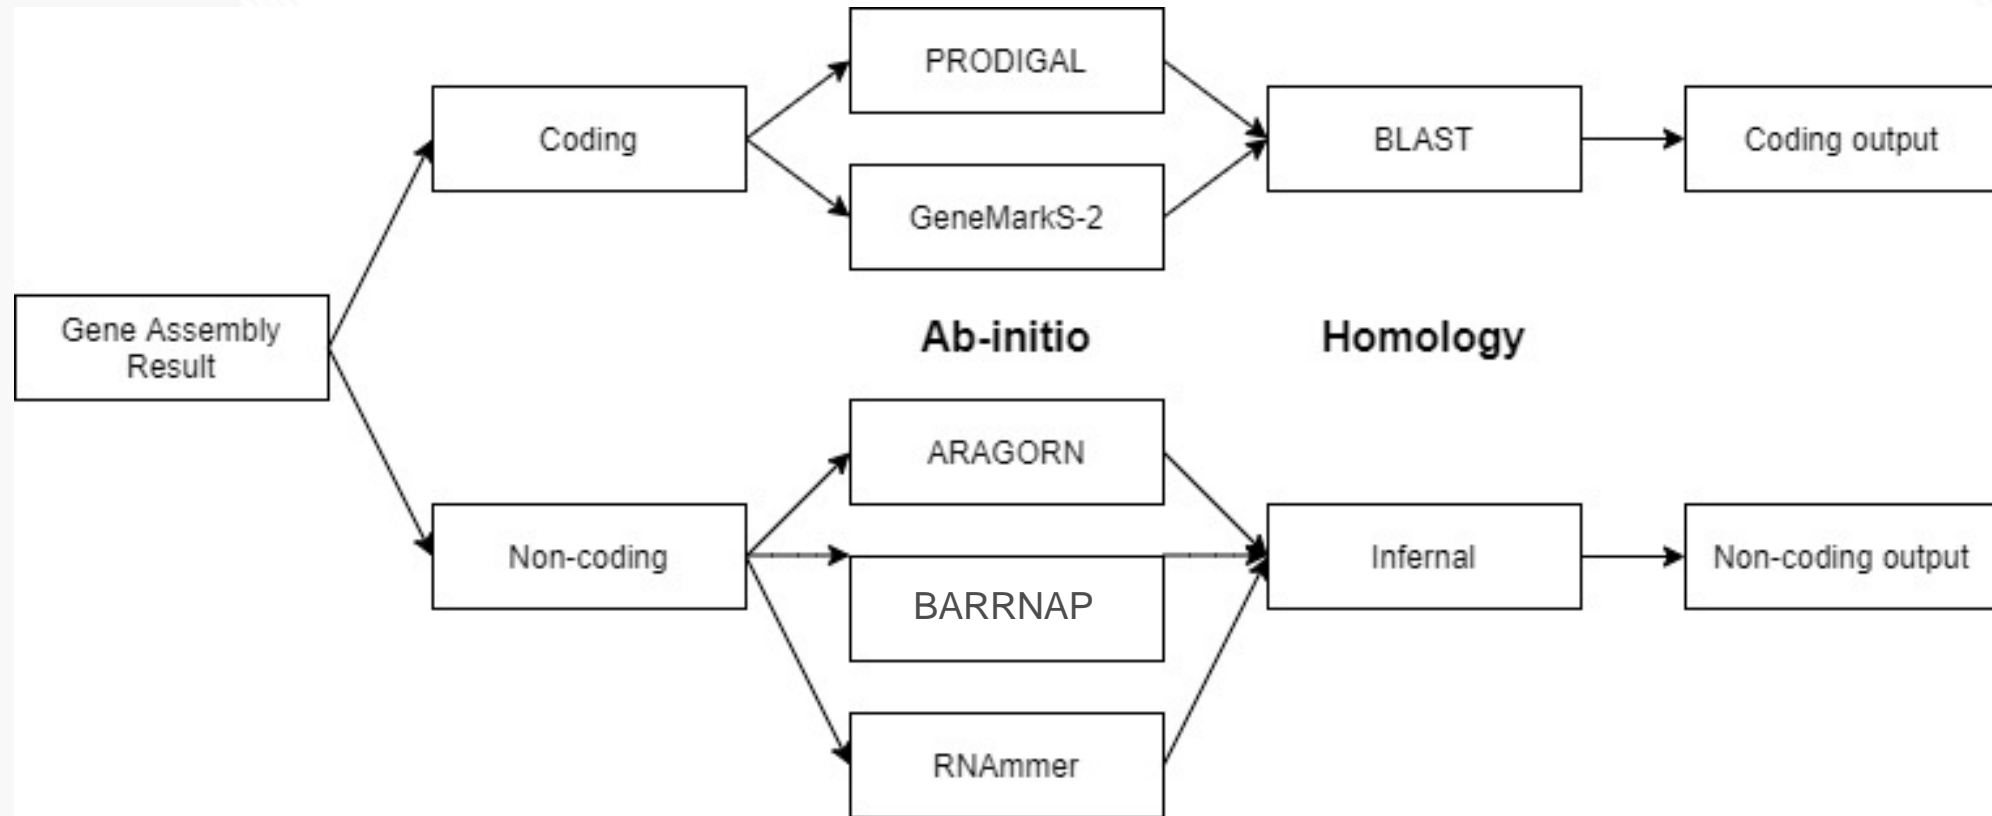 PRODIGAL
Coding
BLAST
Coding output
GeneMarkS-2
Gene Assembly
Result
Ab-initio
Homology
ARAGORN
Non-coding
Infernal
Non-coding output
BARRNAP
RNAmmer